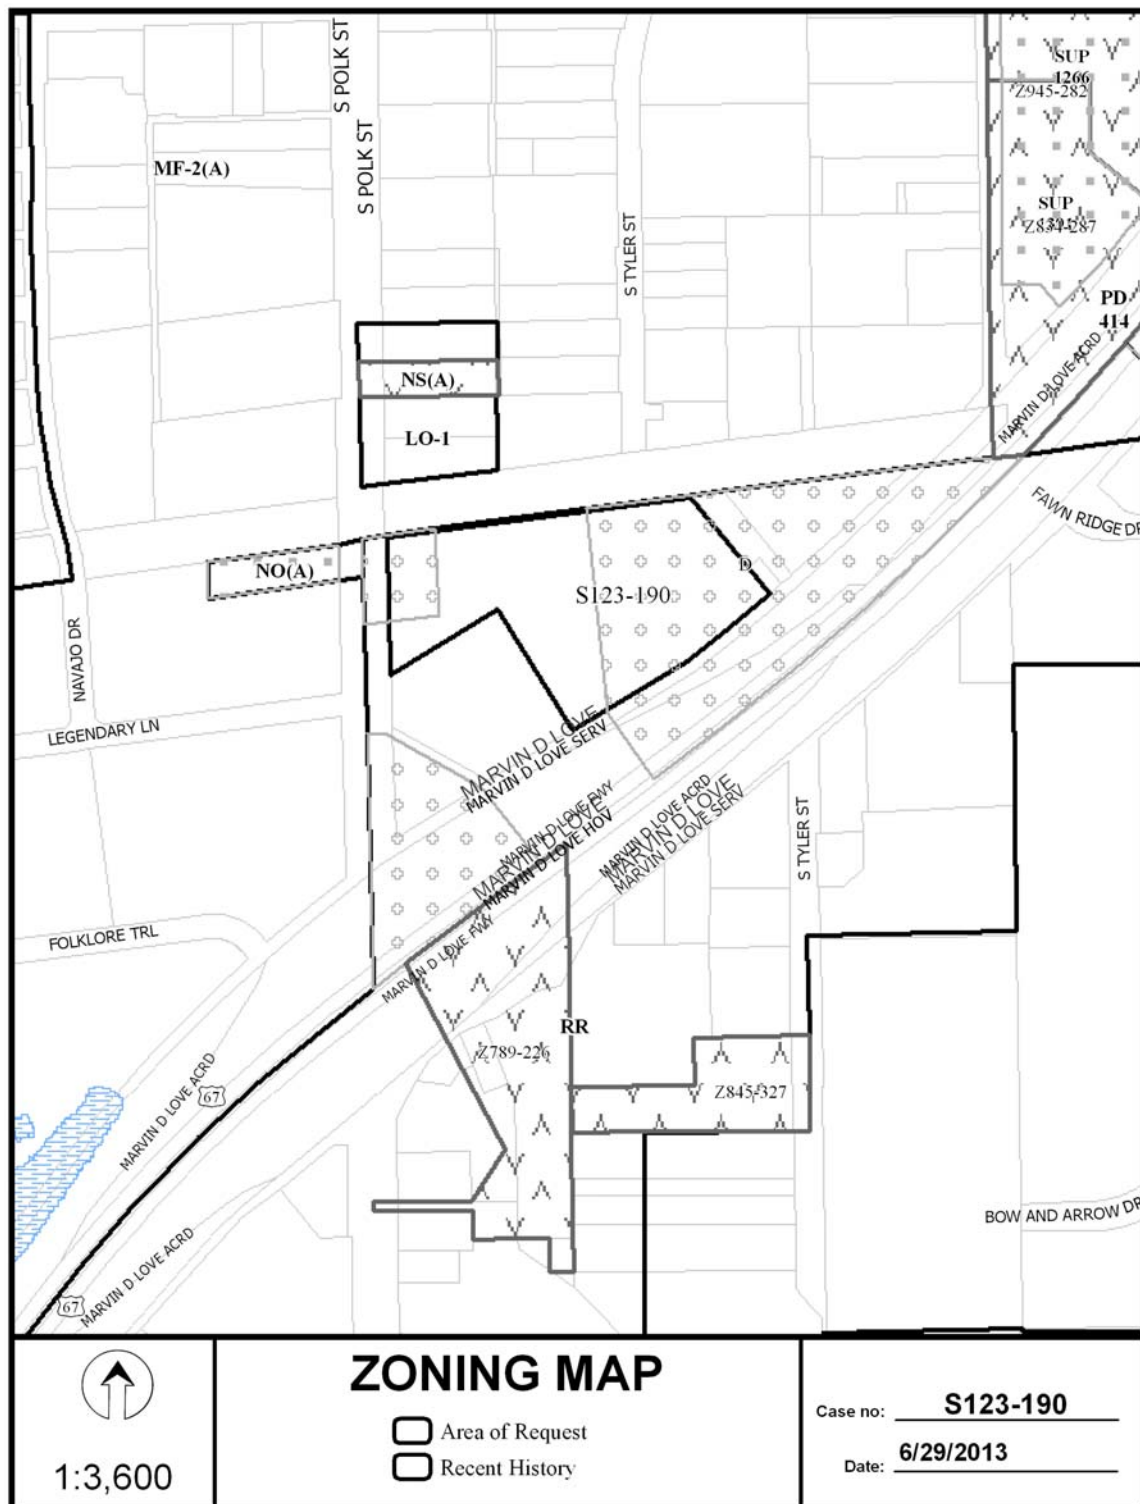 S POLK ST
S POLK ST
MF-2(A)
S TYLER ST
SUP
1266
Z945-282
SUP
Z834-287
PD
414
MARVIN D LOVE ACRD
NS(A)
LO-1
FAWN RIDGE DR
NO(A)
D
S123-190
NAVAJO DR
LEGENDARY LN
MARVIN D LOVE
MARVIN D LOVE SERV
MARVIN D LOVE FWY
MARVIN D LOVE
MARVIN D LOVE HOV
MARVIN D LOVE ACRD
MARVIN D LOVE
MARVIN D LOVE SERV
S TYLER ST
FOLKLORE TRL
MARVIN D LOVE FWY
RR
Z789-226
Z845-327
MARVIN D LOVE ACRD
67
BOW AND ARROW DR
MARVIN D LOVE ACRD
67
1:3,600
ZONING MAP
Area of Request
Recent History
Case no: S123-190
Date: 6/29/2013